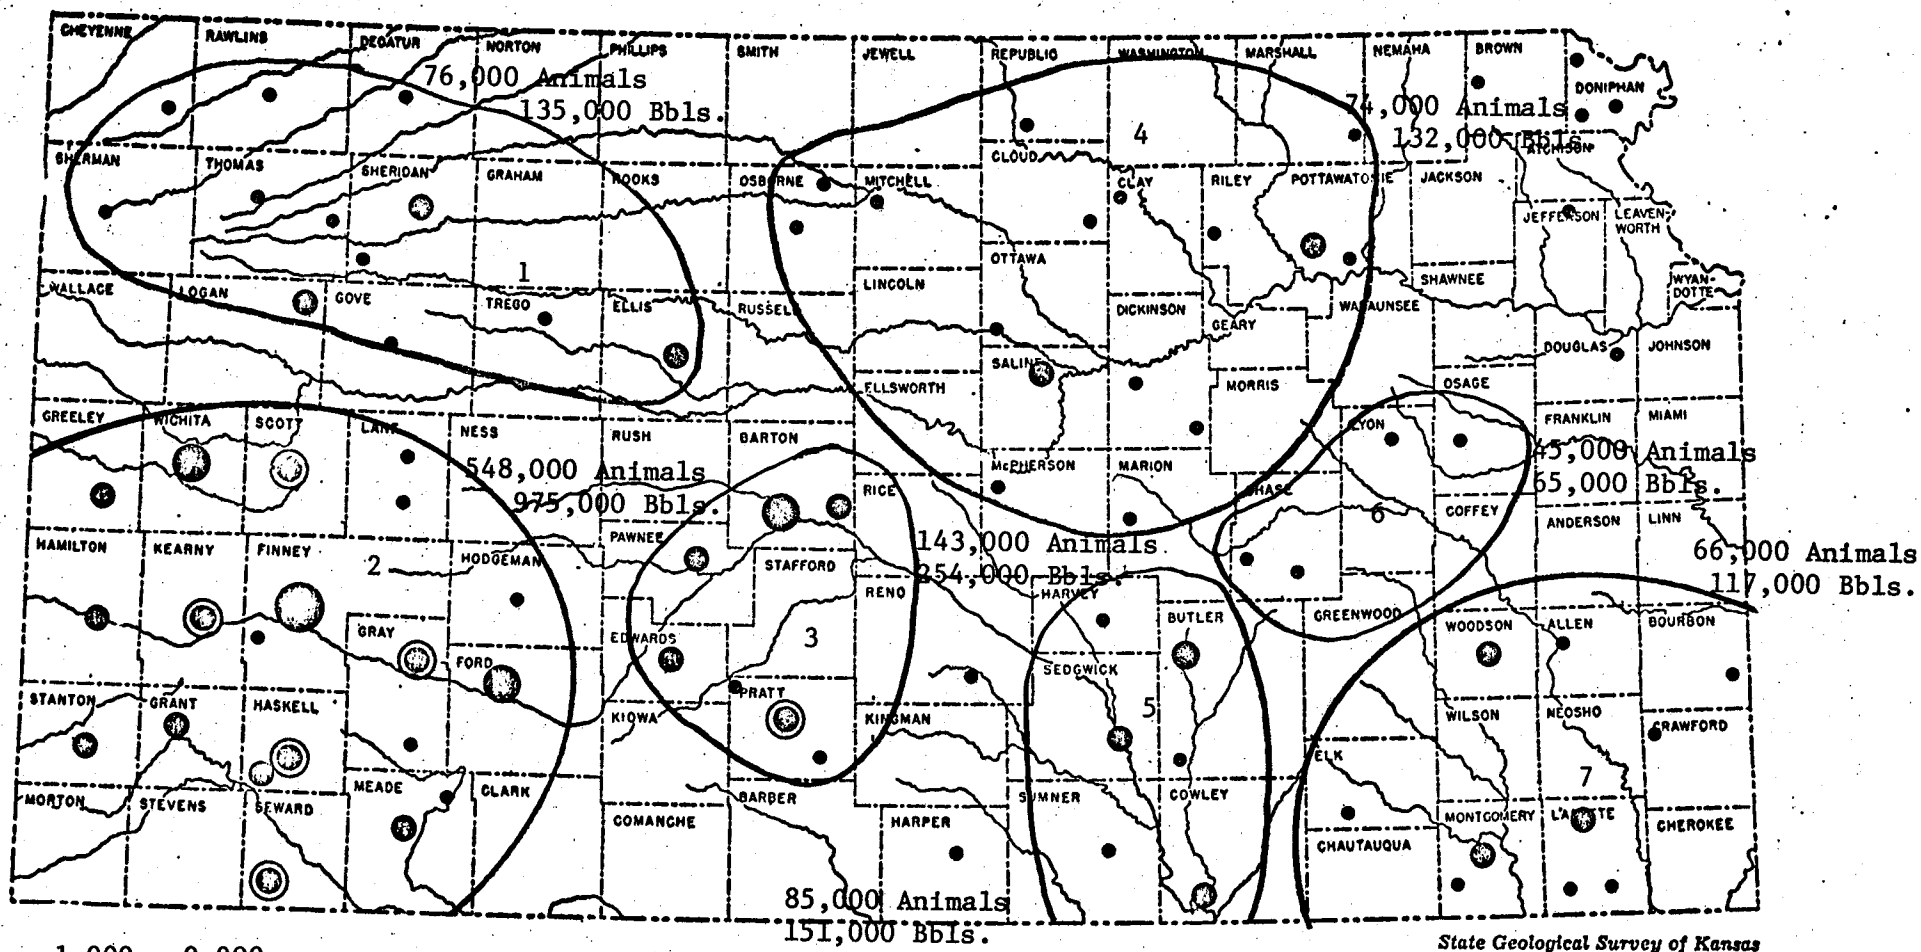 CHEYENNE RAWLINS DECATUR NORTON PHILLIPS SMITH JEWELL REPUBLIC WASHINGTON MARSHALL NEMAHA BROWN
DONIPHAN
76,000 Animals
135,000 Bbls.
74,000 Animals
132,000 Bbls.
4
ATCHISON
SHERMAN THOMAS SHERIDAN GRAHAM ROOKS OSBORNE MITCHELL CLOUD CLAY RILEY POTTAWATOMIE JACKSON
JEFFERSON LEAVEN-
WORTH
1
OTTAWA
WALLACE LOGAN GOVE TREGO ELLIS RUSSELL LINCOLN DICKINSON GEARY WABAUNSEE SHAWNEE WYAN-
DOTTE
SALINE DOUGLAS JOHNSON
ELLSWORTH MORRIS OSAGE
GREELEY WICHITA SCOTT LANE NESS RUSH BARTON LYON FRANKLIN MIAMI
548,000 Animals
975,000 Bbls.
45,000 Animals
65,000 Bbls.
RICE McPHERSON MARION CHASE
6 COFFEY ANDERSON LINN
HAMILTON KEARNY FINNEY HODGEMAN PAWNEE STAFFORD
2
143,000 Animals
254,000 Bbls.
66,000 Animals
117,000 Bbls.
RENO HARVEY BUTLER GREENWOOD WOODSON ALLEN BOURBON
GRAY FORD EDWARDS 3
SEDGWICK
STANTON GRANT HASKELL KIOWA PRATT KINGMAN 5 WILSON NEOSHO CRAWFORD
ELK
7
MORTON STEVENS SEWARD MEADE CLARK BARBER SUMNER COWLEY
COMANCHE HARPER MONTGOMERY CHEROKEE
CHAUTAUQUA
85,000 Animals
151,000 Bbls.
State Geological Survey of Kansas